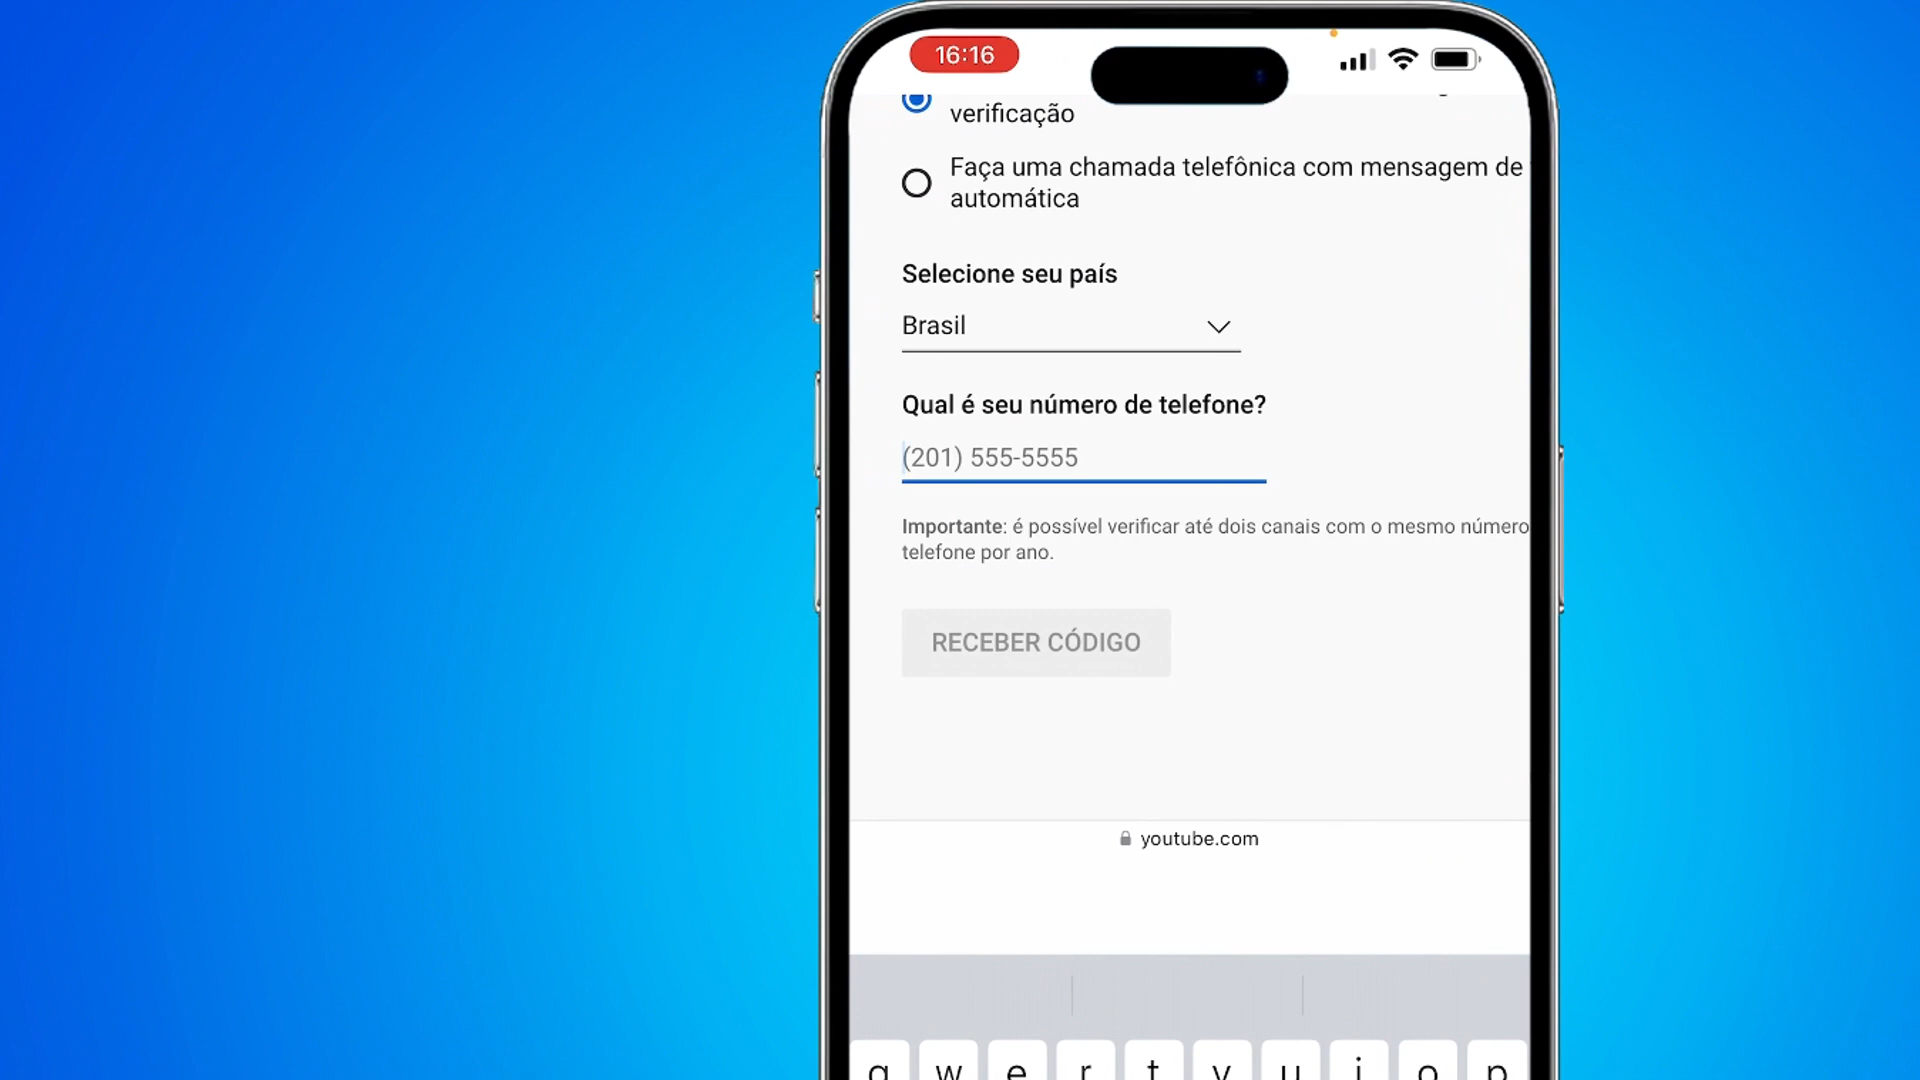 16:16
verificação
Faça uma chamada telefônica com mensagem de
automática
Selecione seu país
Brasil
Qual é seu número de telefone?
(201) 555-5555
Importante: é possível verificar até dois canais com o mesmo número
telefone por ano.
RECEBER CÓDIGO
youtube.com
q w e r t y u i o p